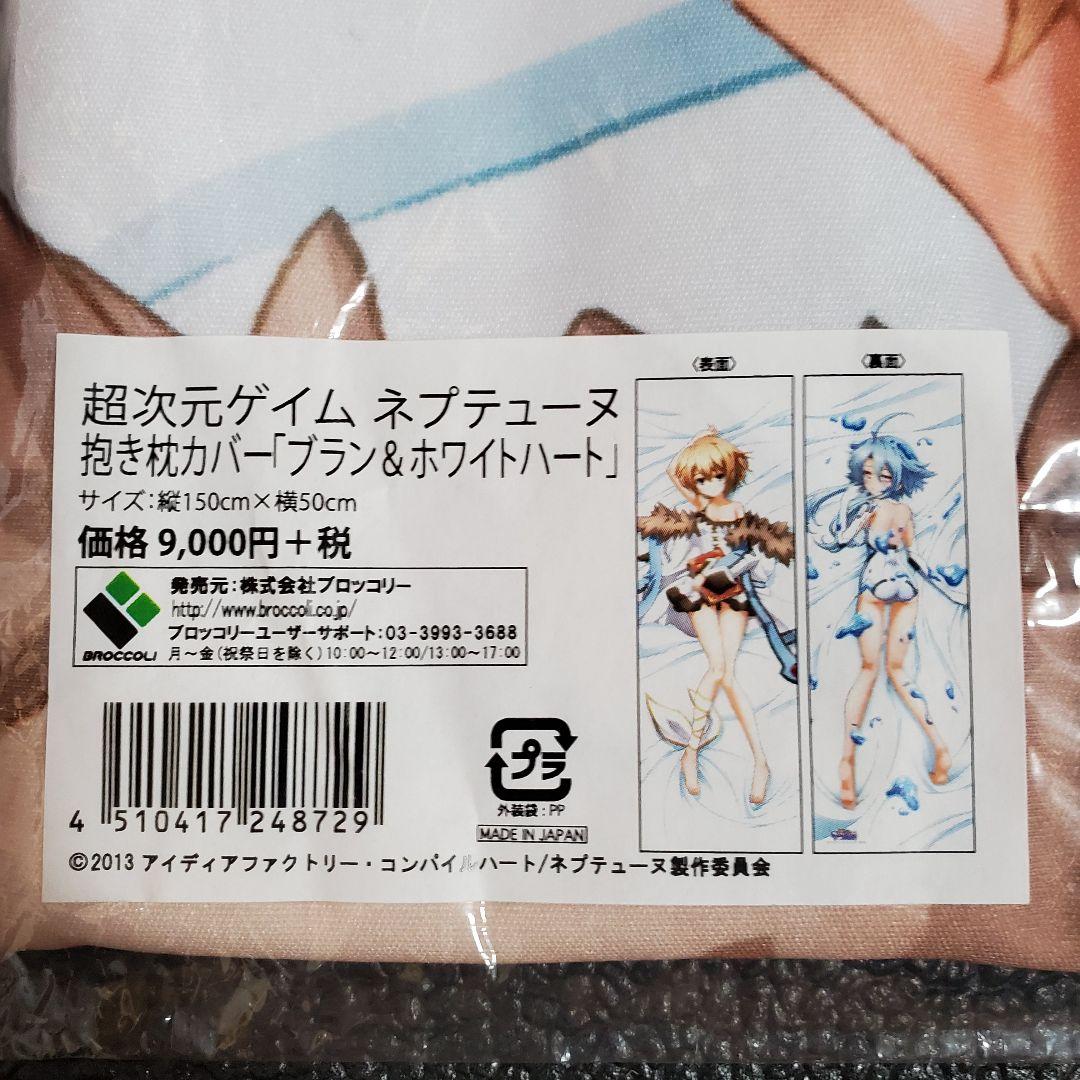 超次元ゲイム ネプテューヌ
抱き枕カバー「ブラン＆ホワイトハート」
サイズ：縦150cm×横50cm
価格 9,000円＋税
発売元：株式会社ブロッコリー
http://www.broccoli.co.jp/
ブロッコリーユーザーサポート：03-3993-3688
月～金（祝祭日を除く）10:00～12:00/13:00～17:00
BROCCOLI
4 510417 248729
プラ
外装袋：PP
MADE IN JAPAN
©2013 アイディアファクトリー・コンパイルハート/ネプテューヌ製作委員会
〈表面〉
〈裏面〉